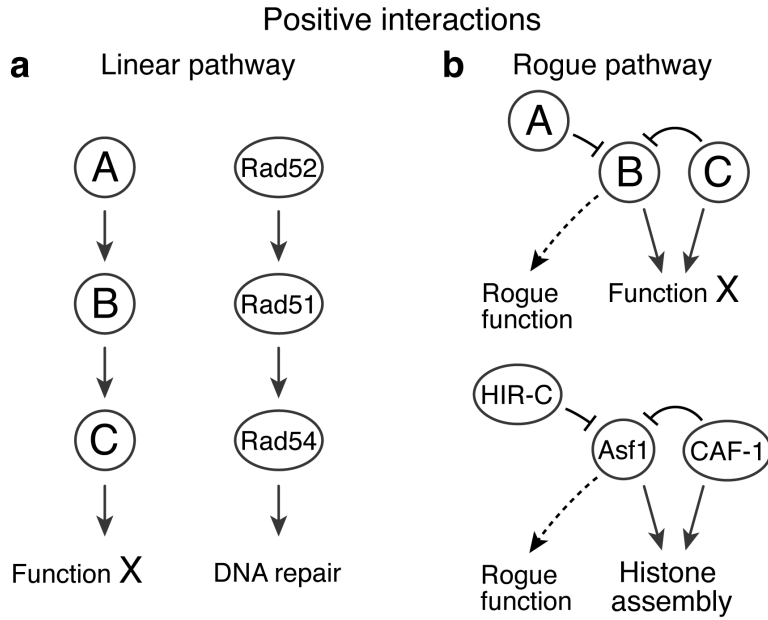 Positive interactions
a Linear pathway
A
B
C
Function X
Rad52
Rad51
Rad54
DNA repair
b Rogue pathway
A
B
C
Rogue
function
Function X
HIR-C
Asf1
CAF-1
Rogue
function
Histone
assembly